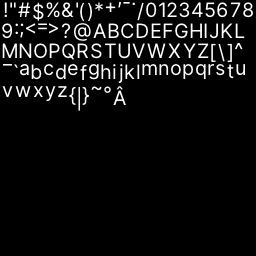 !"#$%&'()*+,-./012345678
9:;<=>?@ABCDEFGHIJKL
MNOPQRSTUVWXYZ[\]^
_`abcdefghijklmnopqrstu
vwxyz{|}~°Â